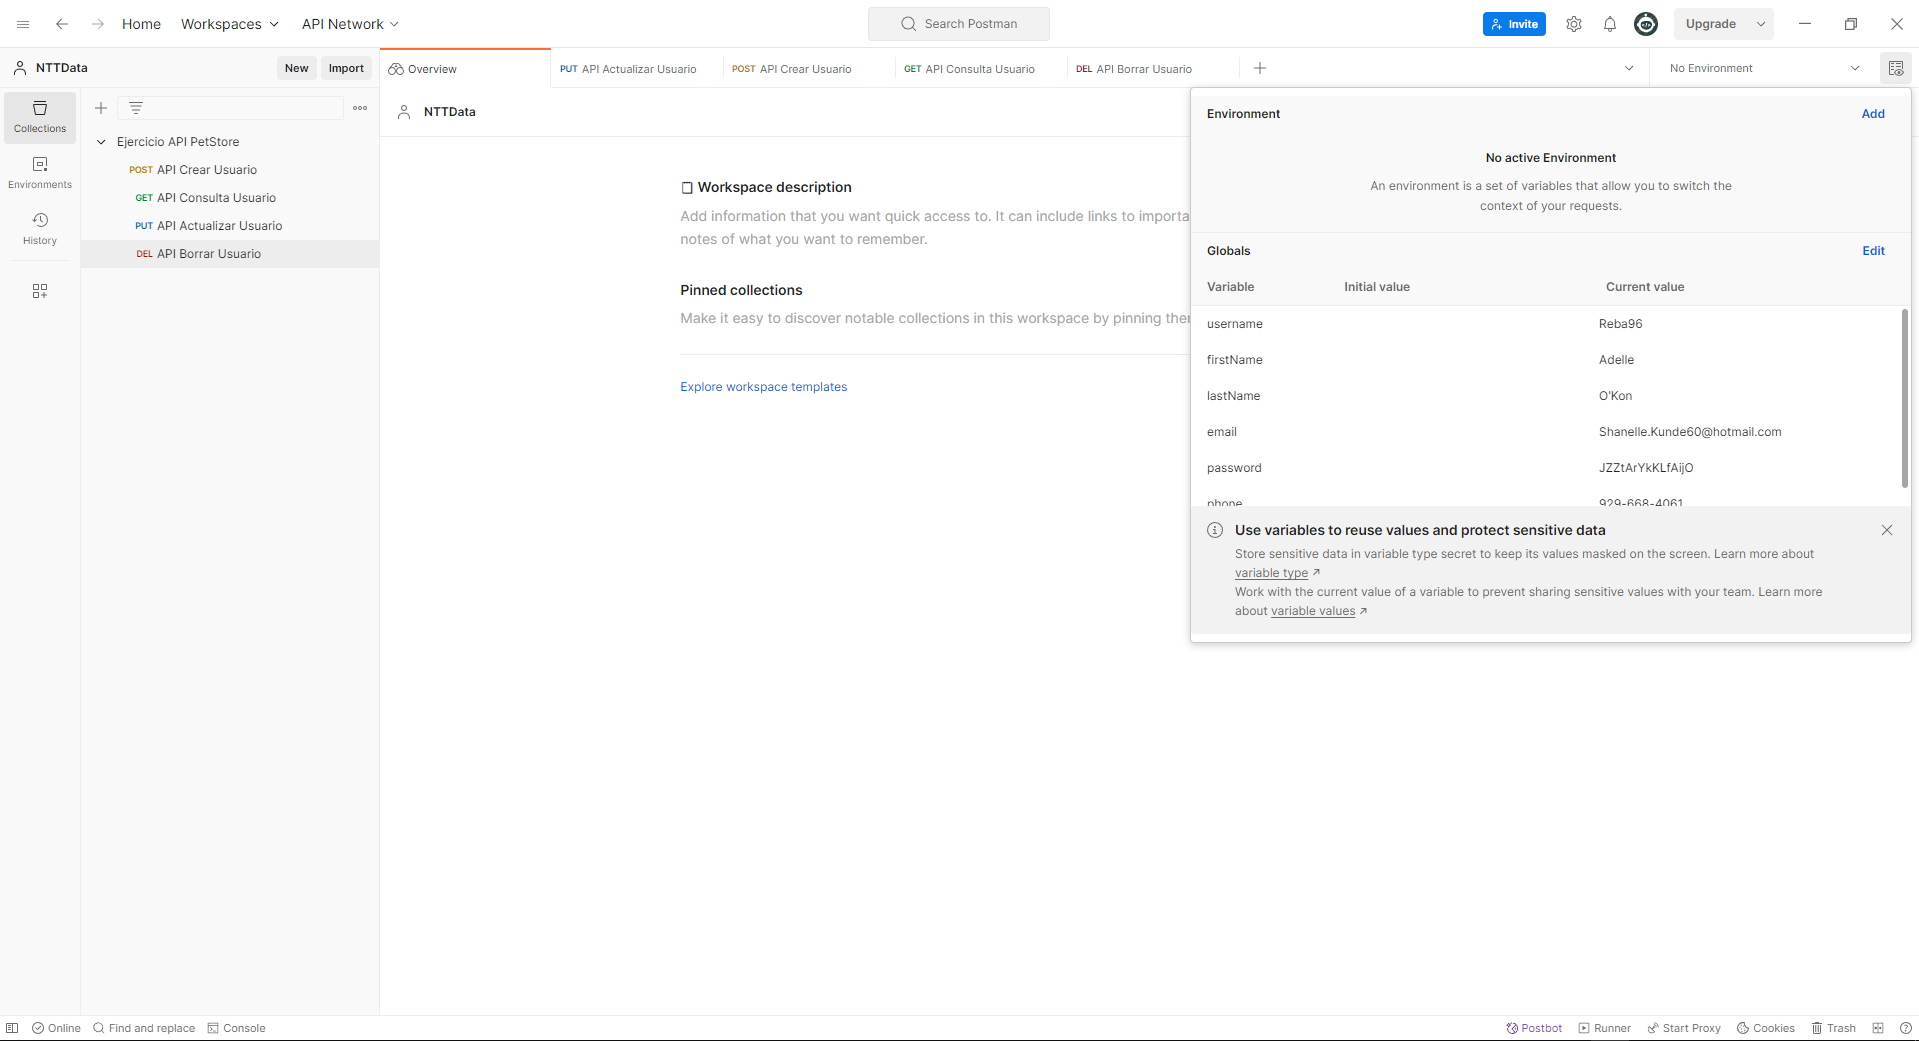 Home
Workspaces
API Network
Search Postman
Invite
Upgrade
NTTData
New
Import
Overview
PUT API Actualizar Usuario
POST API Crear Usuario
GET API Consulta Usuario
DEL API Borrar Usuario
No Environment
Collections
Environments
History
Ejercicio API PetStore
POST API Crear Usuario
GET API Consulta Usuario
PUT API Actualizar Usuario
DEL API Borrar Usuario
NTTData
Workspace description
Add information that you want quick access to. It can include links to importa
notes of what you want to remember.
Pinned collections
Make it easy to discover notable collections in this workspace by pinning ther
Explore workspace templates
Environment
Add
No active Environment
An environment is a set of variables that allow you to switch the
context of your requests.
Globals
Edit
Variable Initial value Current value
username Reba96
firstName Adelle
lastName O'Kon
email Shanelle.Kunde60@hotmail.com
password JZZtArYkKLfAijO
phone 929-668-4061
Use variables to reuse values and protect sensitive data
Store sensitive data in variable type secret to keep its values masked on the screen. Learn more about
variable type
Work with the current value of a variable to prevent sharing sensitive values with your team. Learn more
about variable values
Online
Find and replace
Console
Postbot
Runner
Start Proxy
Cookies
Trash